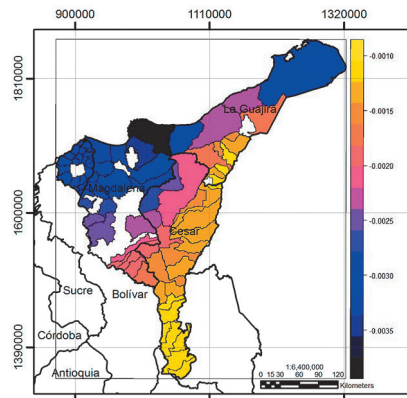 9000000
1110000
1320000
1810000
1600000
1390000
La Guajira
Magdalena
Cesar
Sucre
Bolívar
Córdoba
Antioquia
-0.0010
-0.0015
-0.0020
-0.0025
-0.0030
-0.0035
1:6,400,000
0 15 30 60 90 120
Kilometers